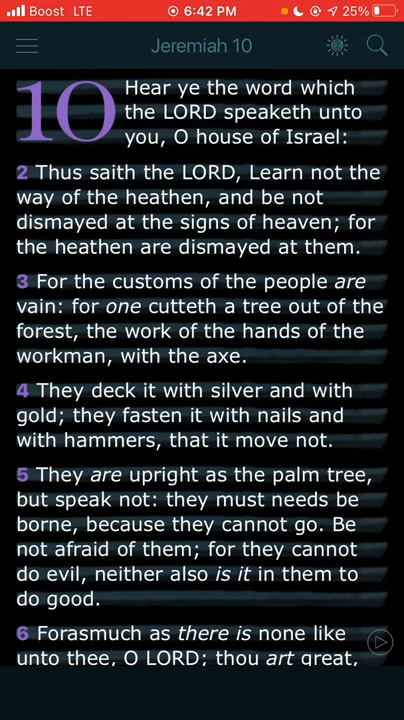 Boost LTE 6:42 PM 25%
Jeremiah 10
10 Hear ye the word which
the LORD speaketh unto
you, O house of Israel:
2 Thus saith the LORD, Learn not the
way of the heathen, and be not
dismayed at the signs of heaven; for
the heathen are dismayed at them.
3 For the customs of the people are
vain: for one cutteth a tree out of the
forest, the work of the hands of the
workman, with the axe.
4 They deck it with silver and with
gold; they fasten it with nails and
with hammers, that it move not.
5 They are upright as the palm tree,
but speak not: they must needs be
borne, because they cannot go. Be
not afraid of them; for they cannot
do evil, neither also is it in them to
do good.
6 Forasmuch as there is none like
unto thee, O LORD; thou art great,